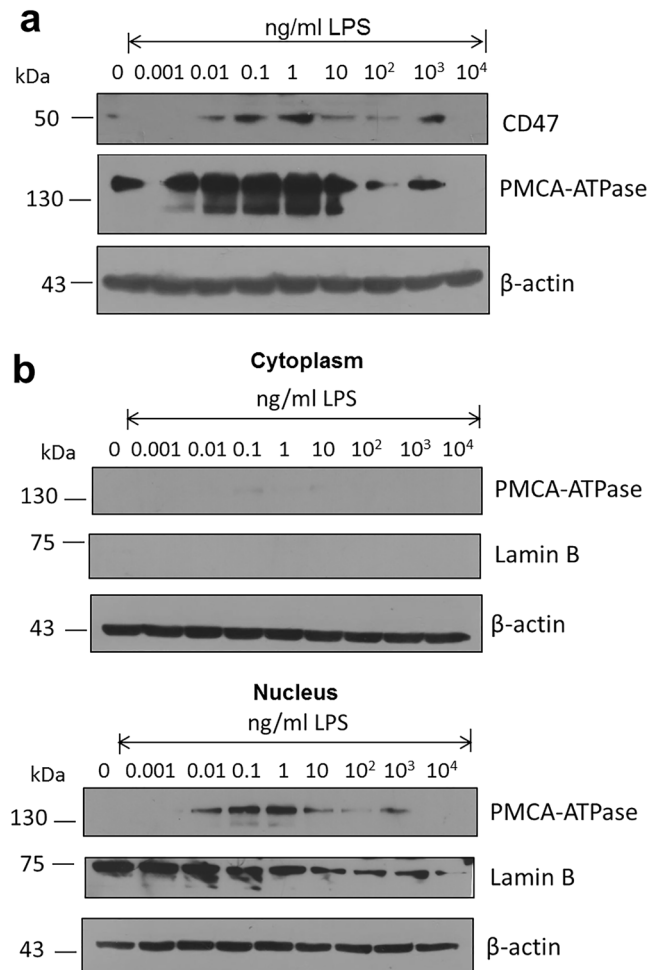 a
ng/ml LPS
kDa 0 0.001 0.01 0.1 1 10 10² 10³ 10⁴
50 CD47
130 PMCA-ATPase
43 β-actin
b
Cytoplasm
ng/ml LPS
kDa 0 0.001 0.01 0.1 1 10 10² 10³ 10⁴
130 PMCA-ATPase
75 Lamin B
43 β-actin
Nucleus
ng/ml LPS
kDa 0 0.001 0.01 0.1 1 10 10² 10³ 10⁴
130 PMCA-ATPase
75 Lamin B
43 β-actin